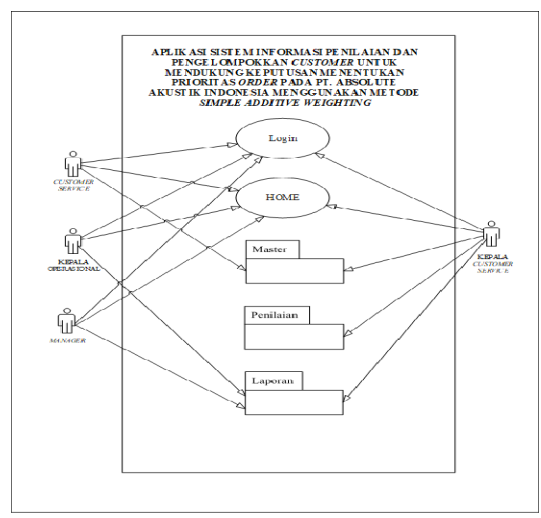 APLIKASI SISTEM INFORMASI PENILAIAN DAN
PENGELOMPOKKAN CUSTOMER UNTUK
MENDUKUNG KEPUTUSAN MENENTUKAN
PRIORITAS ORDER PADA PT. ABSOLUTE
AKUSTIK INDONESIA MENGGUNAKAN METODE
SIMPLE ADDITIVE WEIGHTING
Login
CUSTOMER
SERVICE
HOME
KEPALA
OPERASIONAL
Master
KEPALA
CUSTOMER
SERVICE
Penilaian
MANAGER
Laporan